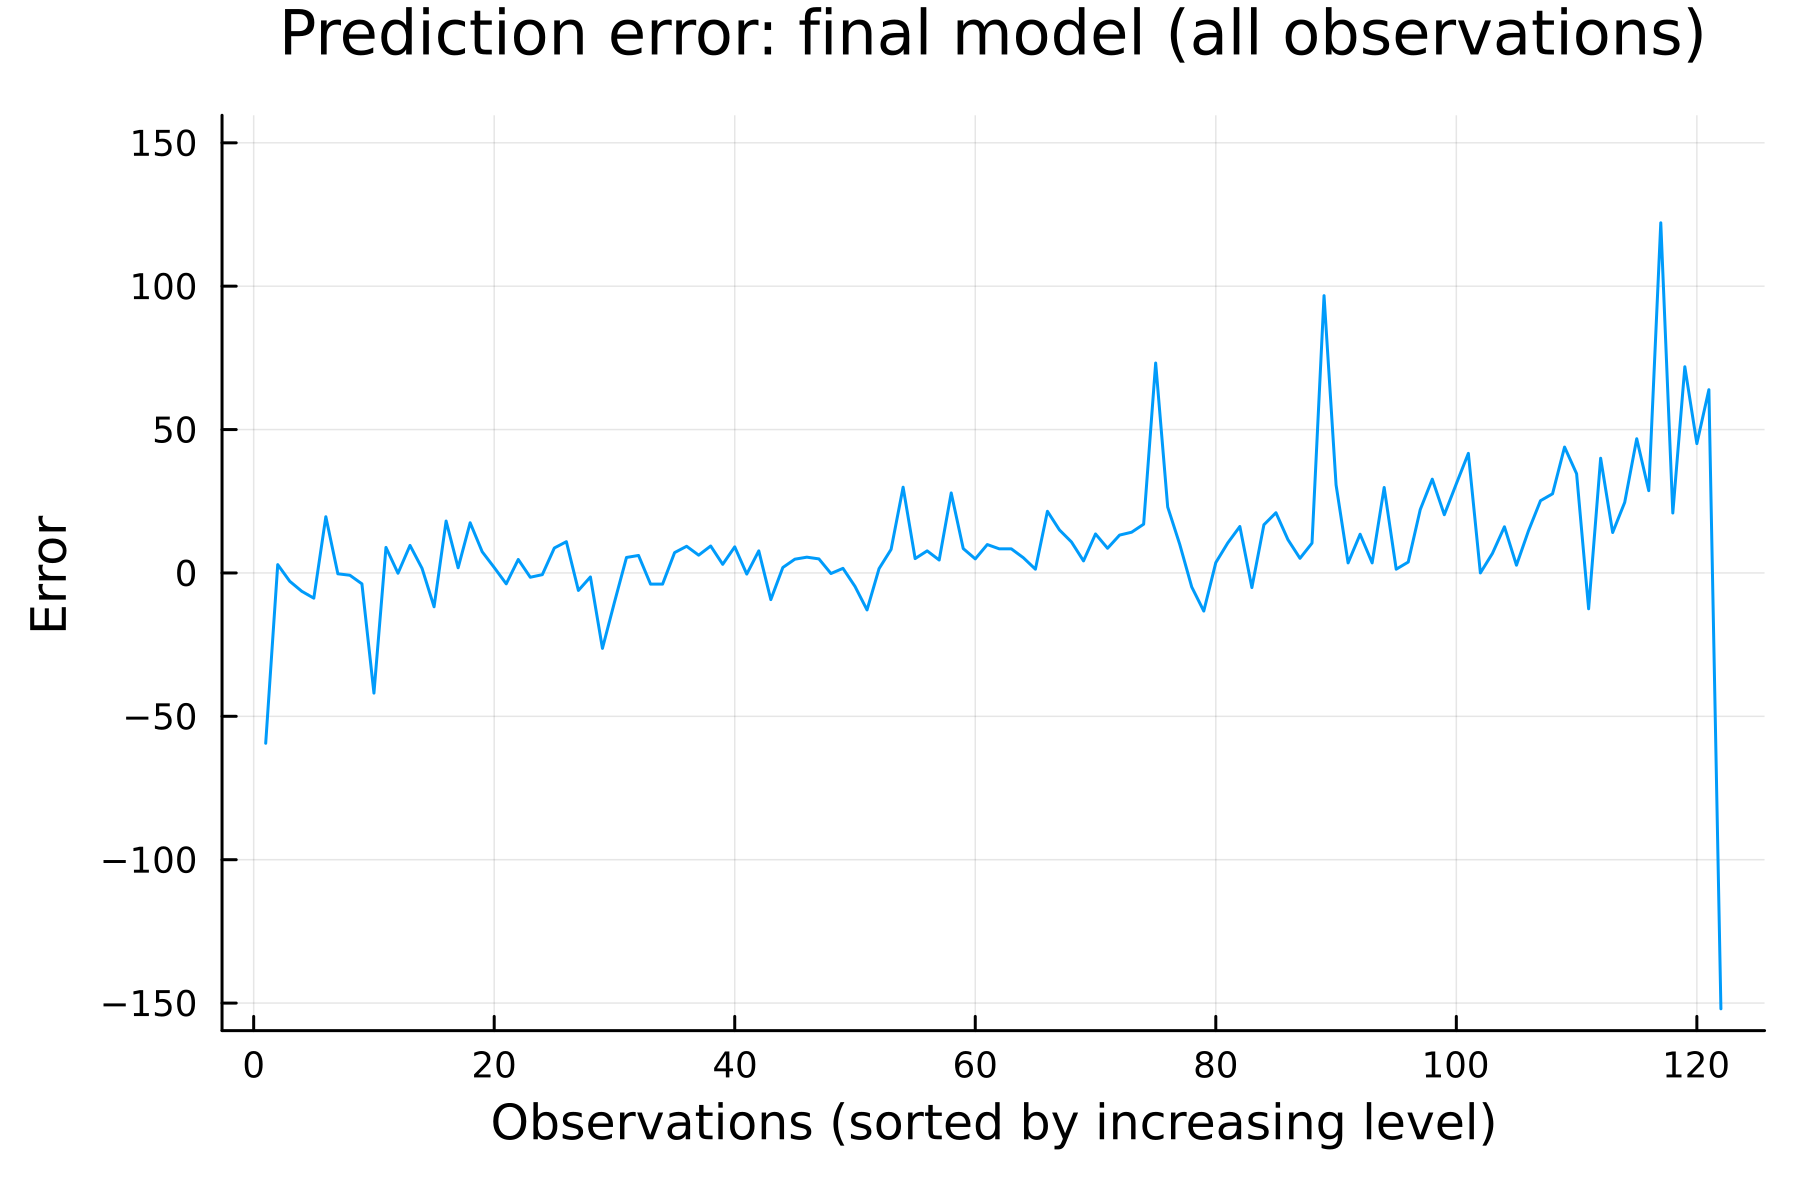 Prediction error: final model (all observations)
150
100
50
0
−50
−100
−150
Error
0 20 40 60 80 100 120
Observations (sorted by increasing level)